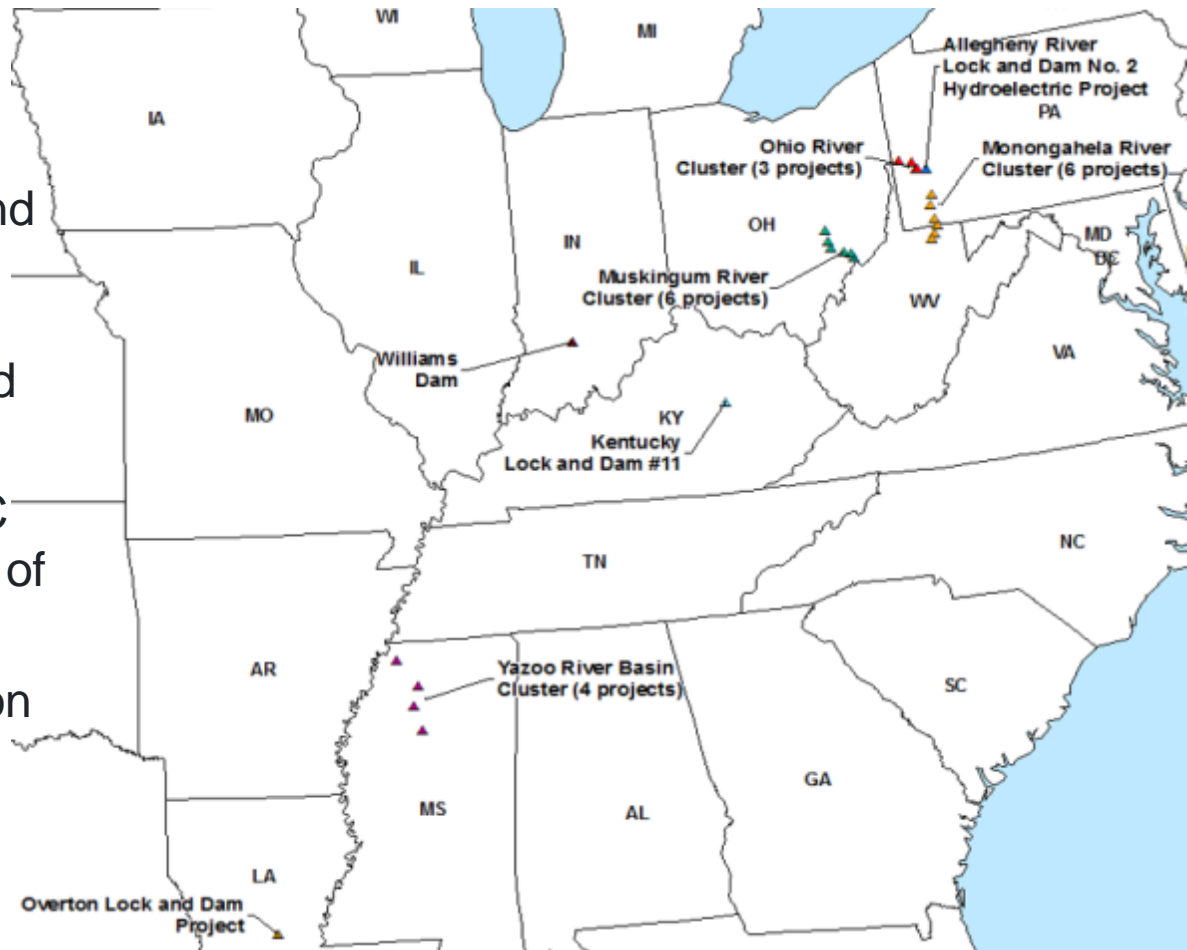 WI
MI
Allegheny River
Lock and Dam No. 2
Hydroelectric Project
PA
IA
Ohio River
Cluster (3 projects)
Monongahela River
Cluster (6 projects)
nd
OH
MD
DC
IN
IL
Muskingum River
Cluster (6 projects)
WV
Williams
Dam
VA
d
MO
KY
Kentucky
Lock and Dam #11
C
of
TN
NC
AR
Yazoo River Basin
Cluster (4 projects)
SC
on
GA
MS
AL
LA
Overton Lock and Dam
Project